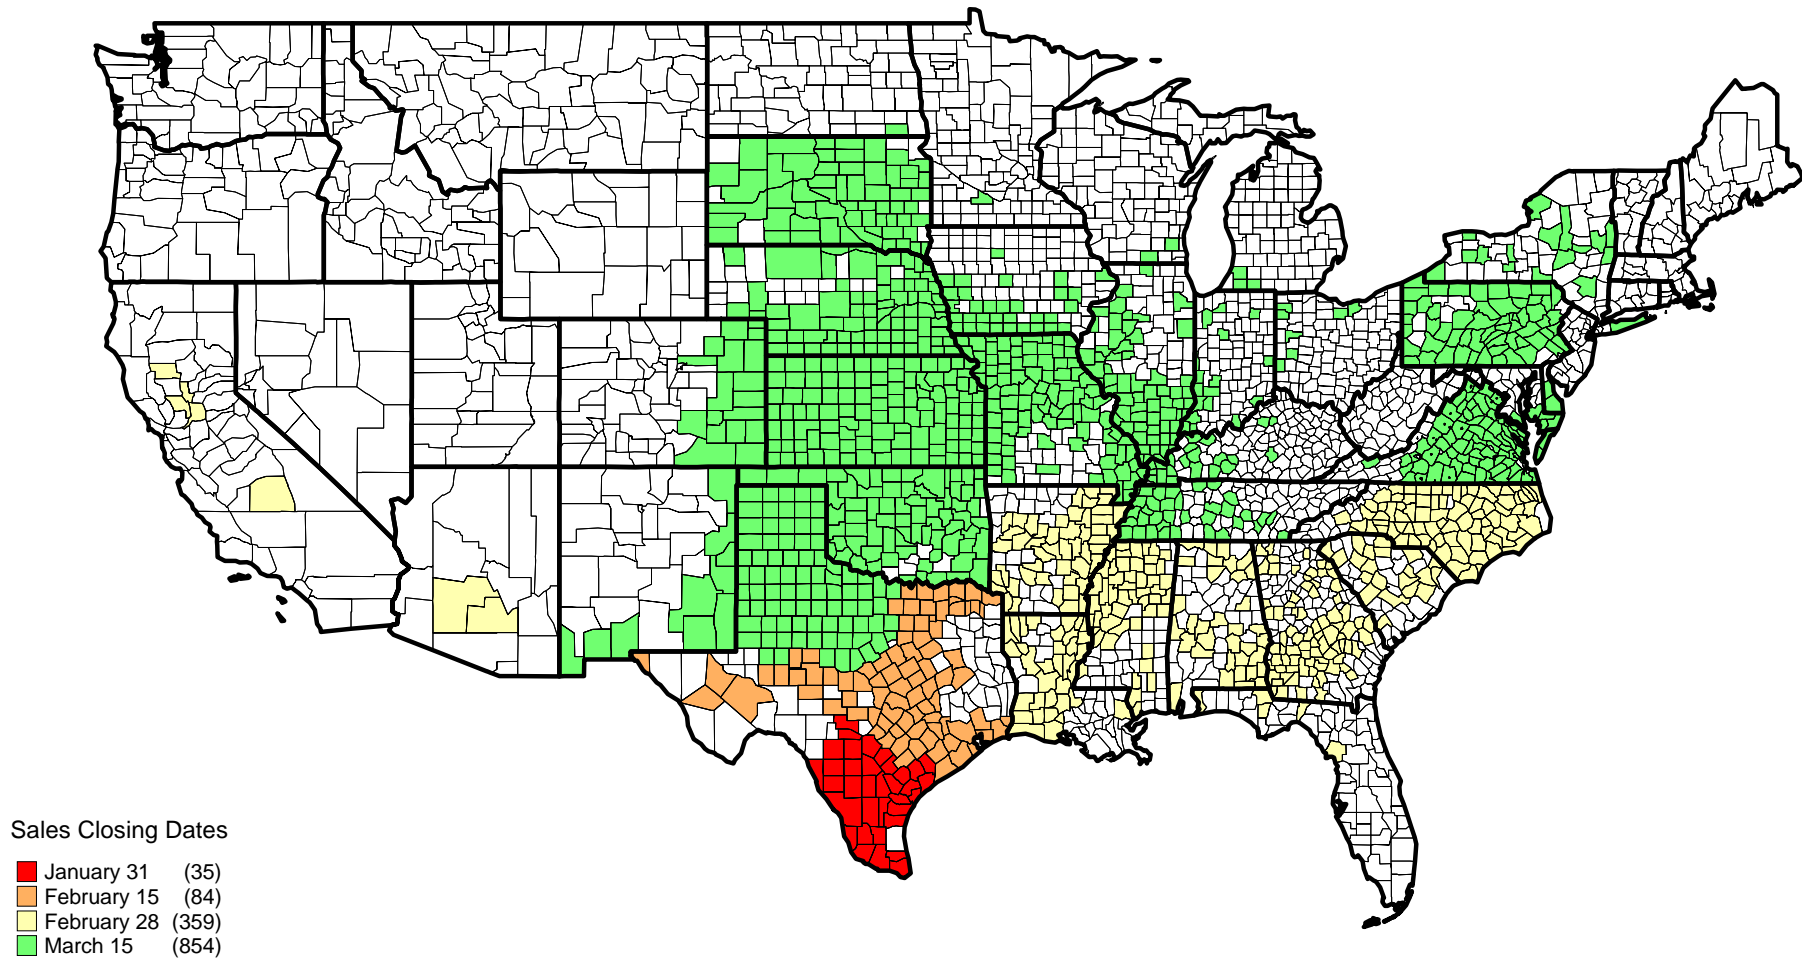 Sales Closing Dates
January 31 (35)
February 15 (84)
February 28 (359)
March 15 (854)